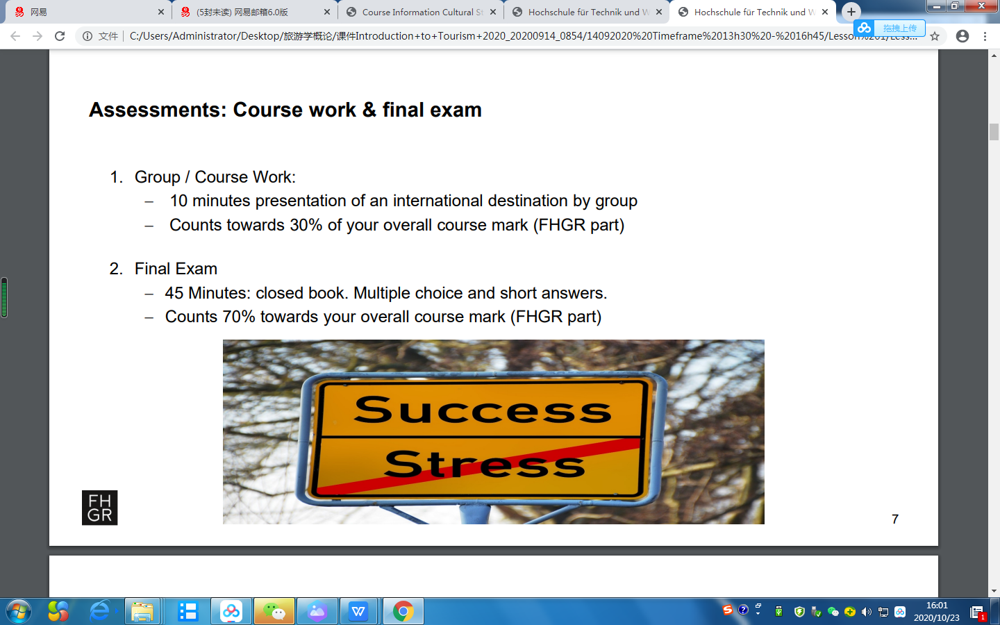 网易
(5封未读) 网易邮箱6.0版
Course Information Cultural St
Hochschule für Technik und W
Hochschule für Technik und W
文件
C:/Users/Administrator/Desktop/旅游学概论/课件Introduction+to+Tourism+2020_20200914_0854/14092020%20Timeframe%2013h30%20-%2016h45/Lesson%201/Less...
拖拽上传
Assessments: Course work & final exam
1. Group / Course Work:
– 10 minutes presentation of an international destination by group
– Counts towards 30% of your overall course mark (FHGR part)
2. Final Exam
– 45 Minutes: closed book. Multiple choice and short answers.
– Counts 70% towards your overall course mark (FHGR part)
Success
Stress
FH
GR
7
16:01
2020/10/23
1